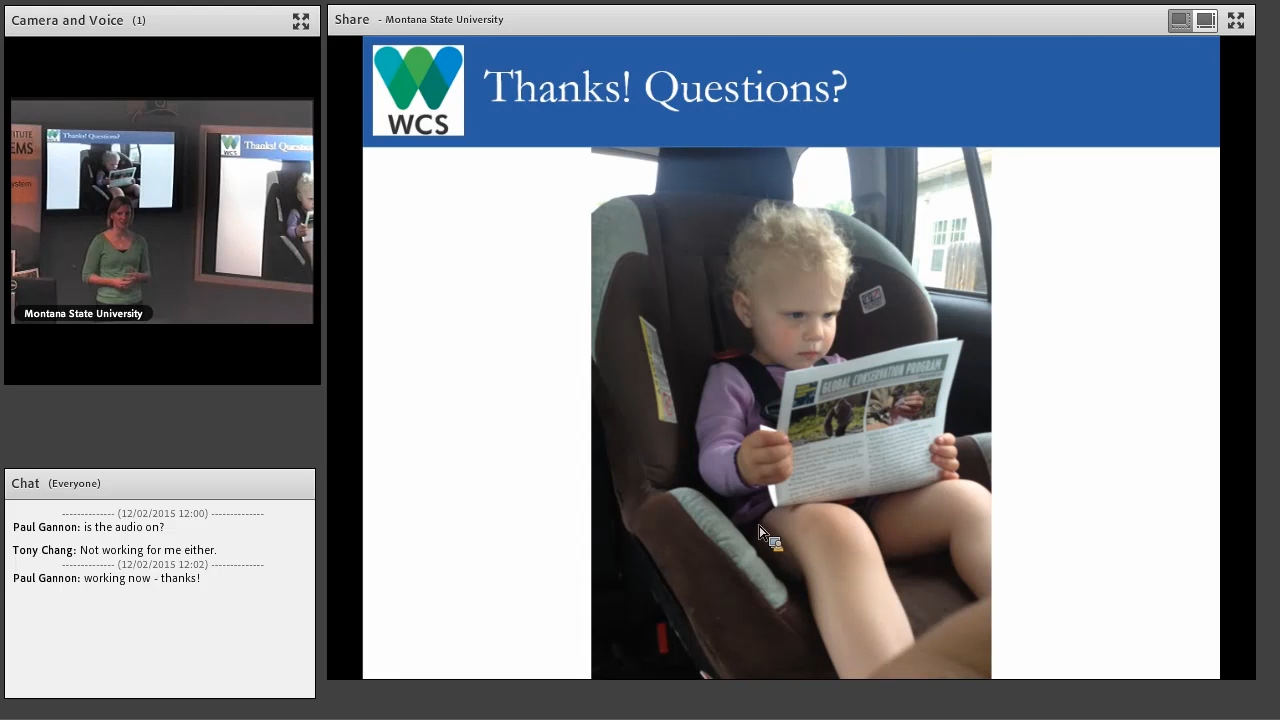 Camera and Voice (1)
Share - Montana State University
Thanks! Questions?
WCS
GLOBAL CONSERVATION PROGRAM
Thanks! Questions?
Montana State University
Chat (Everyone)
-------------- (12/02/2015 12:00) --------------
Paul Gannon: is the audio on?
Tony Chang: Not working for me either.
-------------- (12/02/2015 12:02) --------------
Paul Gannon: working now - thanks!